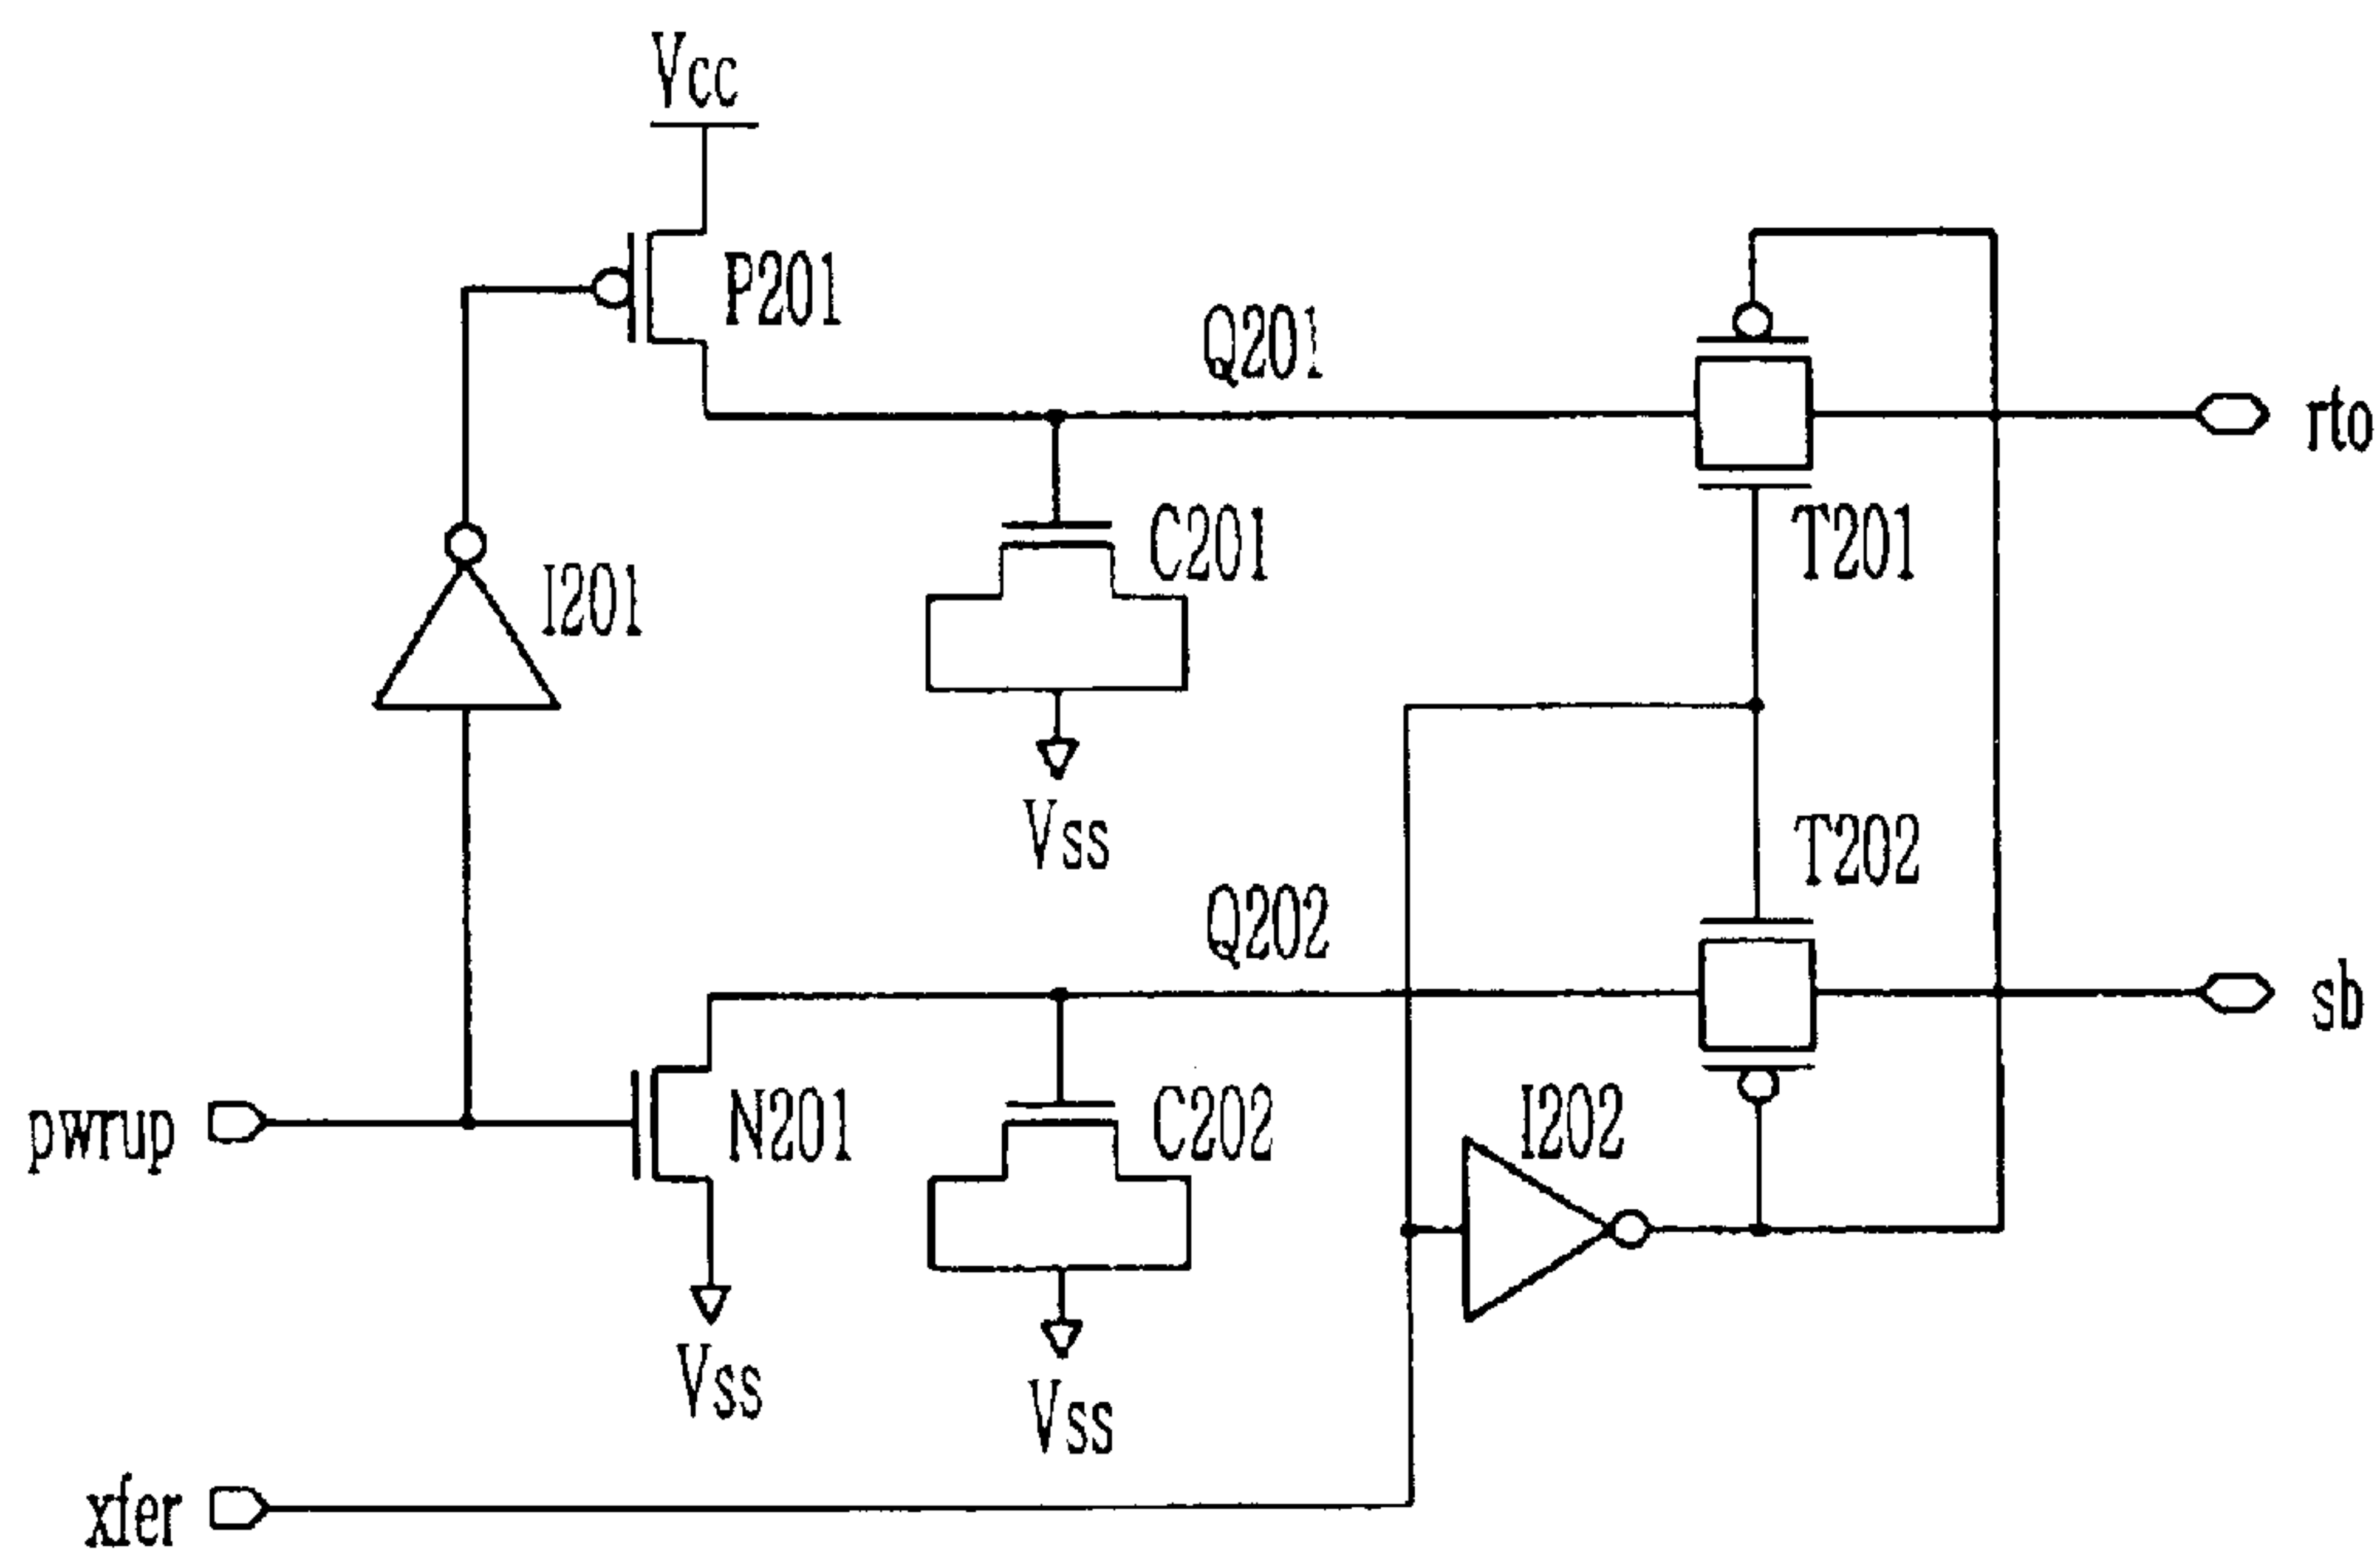 Vcc
P201
Q201
rto
C201
T201
I201
Vss
T202
Q202
sb
pwrup
N201
C202
I202
Vss
Vss
xfer